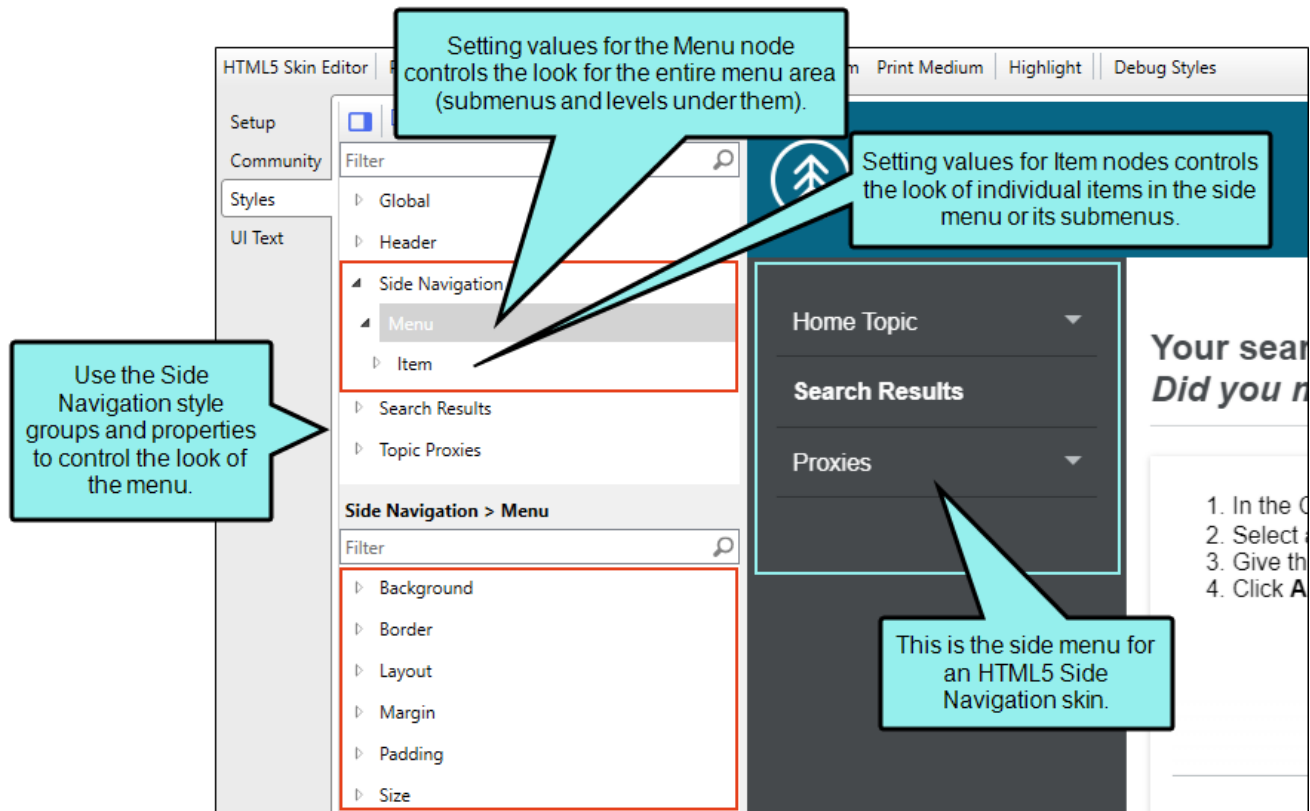 Setting values for the Menu node
controls the look for the entire menu area
(submenus and levels under them).
HTML5 Skin Editor
Print Medium
Highlight
Debug Styles
Setup
Community
Styles
UI Text
Filter
Global
Header
Side Navigation
Menu
Item
Search Results
Topic Proxies
Setting values for Item nodes controls
the look of individual items in the side
menu or its submenus.
Use the Side
Navigation style
groups and properties
to control the look of
the menu.
Side Navigation > Menu
Filter
Background
Border
Layout
Margin
Padding
Size
Home Topic
Search Results
Proxies
This is the side menu for
an HTML5 Side
Navigation skin.
Your
Did you
1. In the
2. Select
3. Give
4. Click